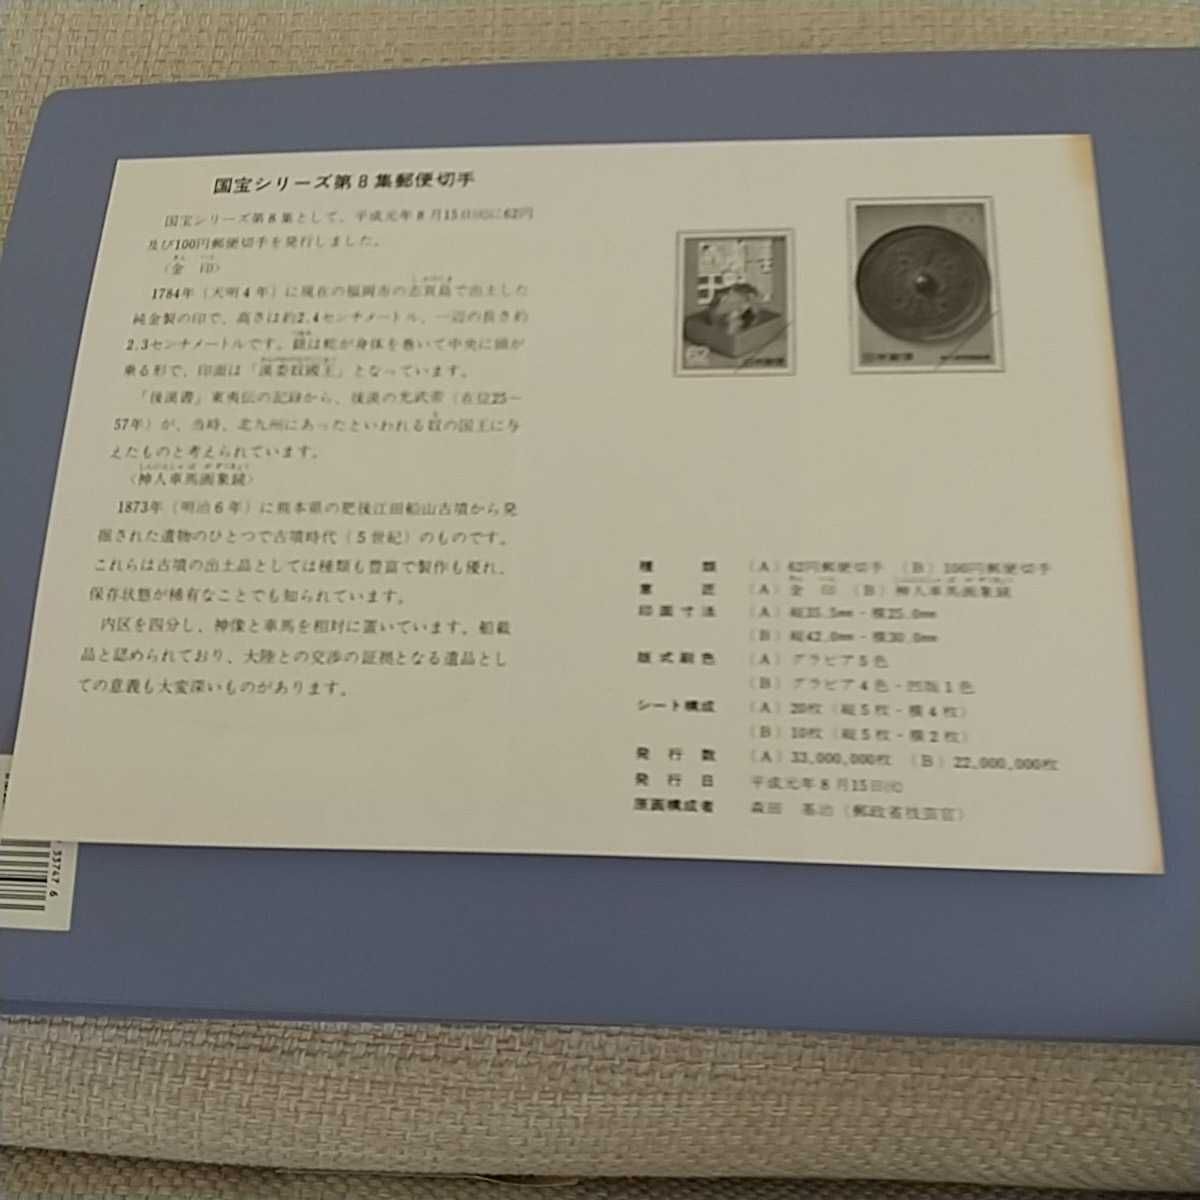 国宝シリーズ第8集郵便切手
国宝シリーズ第8集として、平成元年8月15日㈫に62円
及び100円郵便切手を発行しました。
〈金印〉
1784年（天明4年）に現在の福岡市の志賀島で出土した
純金製の印で、高さは約2.4センチメートル、一辺の長さ約
2.3センチメートルです。鈕は蛇が身体を巻いて中央に頭が
乗る形で、印面は「漢委奴國王」となっています。
「後漢書」東夷伝の記録から、後漢の光武帝（在位25－
57年）が、当時、北九州にあったといわれる奴の国王に与
えたものと考えられています。
〈神人車馬画象鏡〉
1873年（明治6年）に熊本県の肥後江田船山古墳から発
掘された遺物のひとつで古墳時代（5世紀）のものです。
これらは古墳の出土品としては種類も豊富で製作も優れ、
保存状態が稀有なことでも知られています。
内区を四分し、神像と車馬を相対に置いています。船載
品と認められており、大陸との交渉の証拠となる遺品とし
ての意義も大変深いものがあります。
日本郵便
種類 （A）62円郵便切手 （B）100円郵便切手
意匠 （A）金印 （B）神人車馬画象鏡
印面寸法 （A）縦35.5mm・横25.0mm
（B）縦42.0mm・横30.0mm
版式刷色 （A）グラビア5色
（B）グラビア4色・凹版1色
シート構成 （A）20枚（縦5枚・横4枚）
（B）10枚（縦5枚・横2枚）
発行数 （A）33,000,000枚 （B）22,000,000枚
発行日 平成元年8月15日㈫
原画構成者 森田 基治（郵政省技芸官）
33747 6